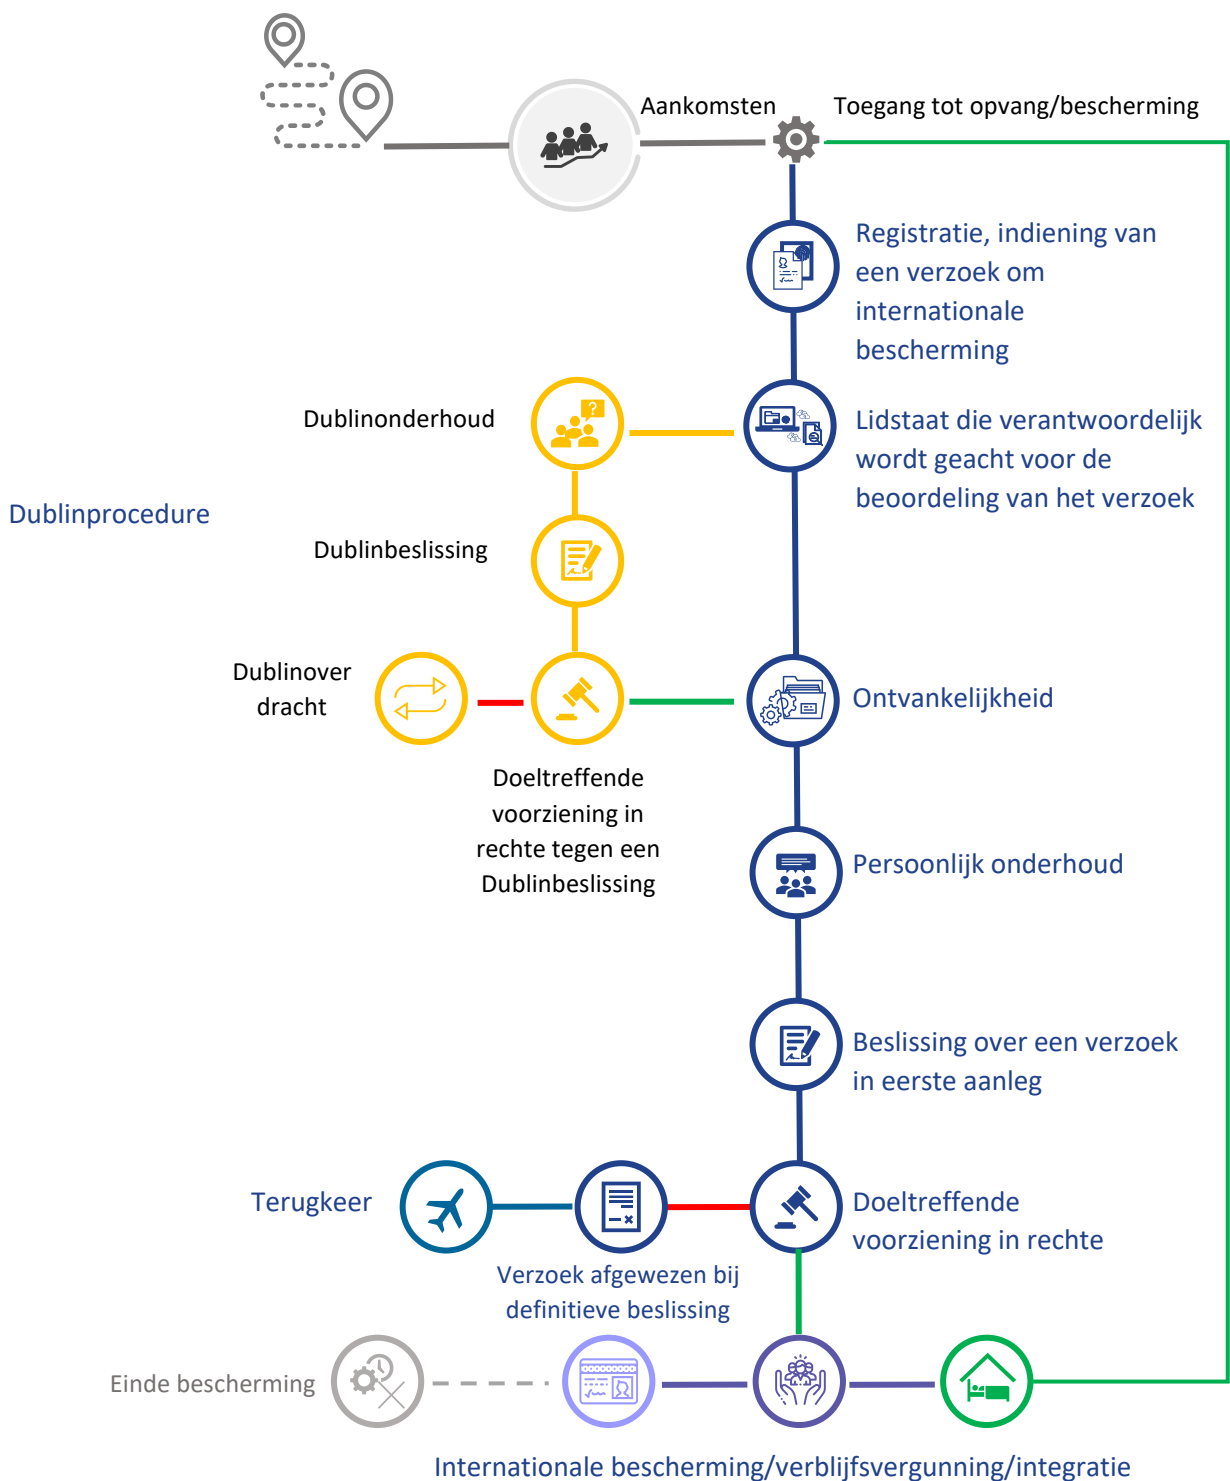 Aankomsten
Toegang tot opvang/bescherming
Registratie, indiening van
een verzoek om
internationale
bescherming
Dublinonderhoud
Lidstaat die verantwoordelijk
wordt geacht voor de
beoordeling van het verzoek
Dublinprocedure
Dublinbeslissing
Dublinover
dracht
Ontvankelijkheid
Doeltreffende
voorziening in
rechte tegen een
Dublinbeslissing
Persoonlijk onderhoud
Beslissing over een verzoek
in eerste aanleg
Terugkeer
Doeltreffende
voorziening in rechte
Verzoek afgewezen bij
definitieve beslissing
Einde bescherming
Internationale bescherming/verblijfsvergunning/integratie